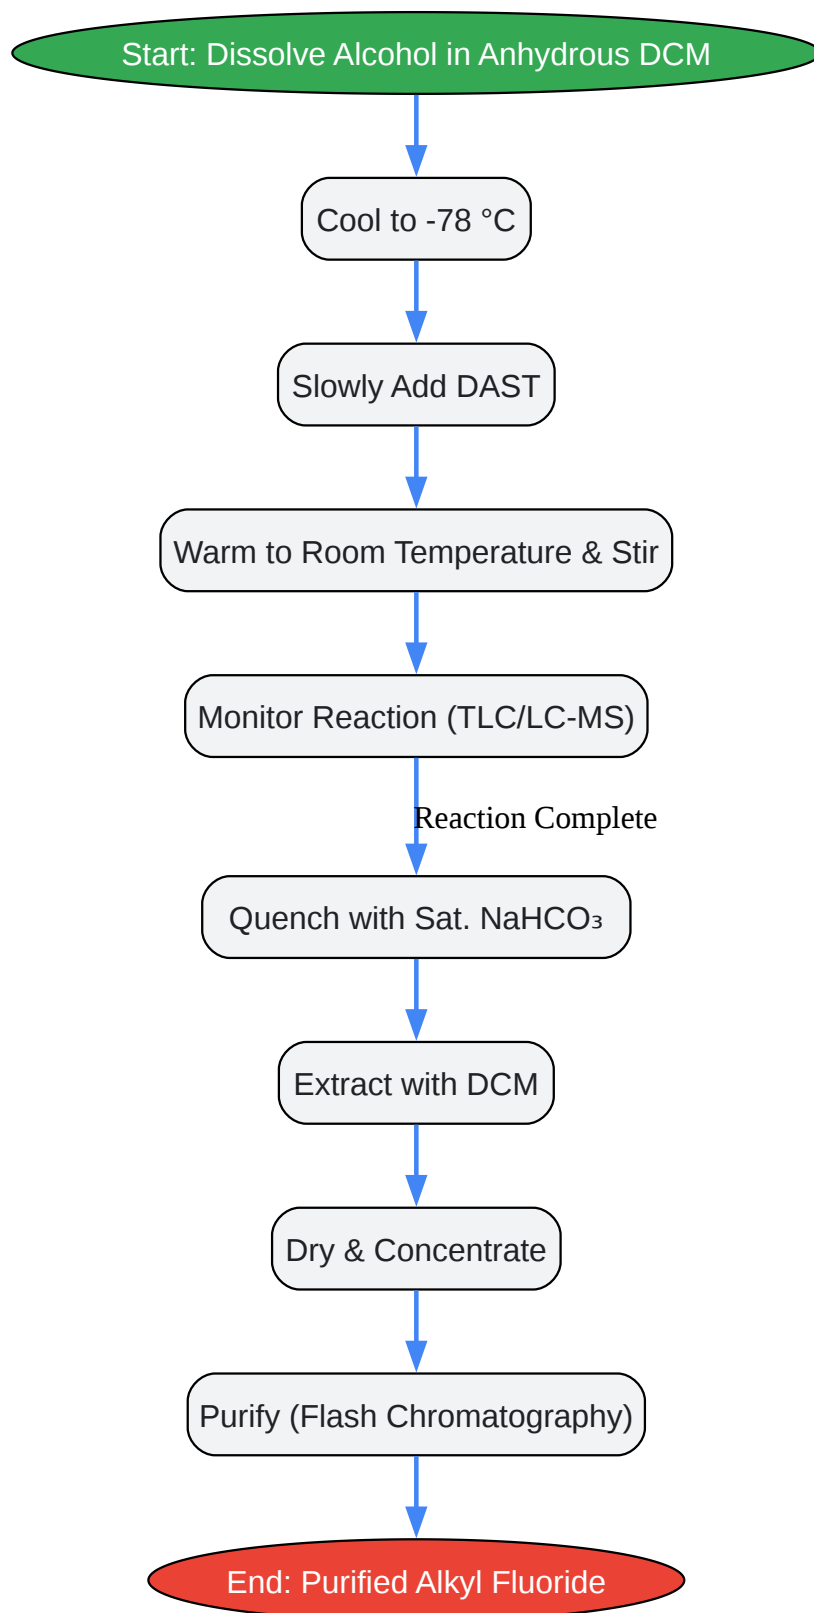 Start: Dissolve Alcohol in Anhydrous DCM
Cool to -78 °C
Slowly Add DAST
Warm to Room Temperature & Stir
Monitor Reaction (TLC/LC-MS)
Reaction Complete
Quench with Sat. NaHCO₃
Extract with DCM
Dry & Concentrate
Purify (Flash Chromatography)
End: Purified Alkyl Fluoride